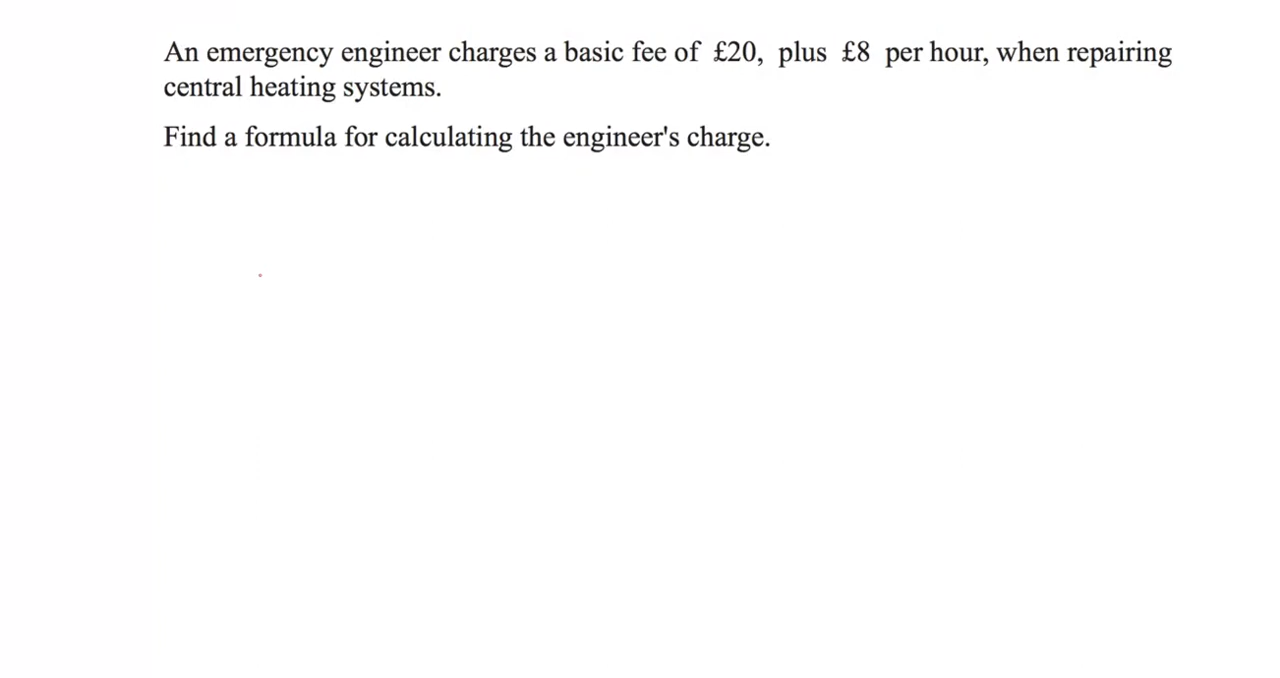 An emergency engineer charges a basic fee of £20, plus £8 per hour, when repairing
central heating systems.
Find a formula for calculating the engineer's charge.